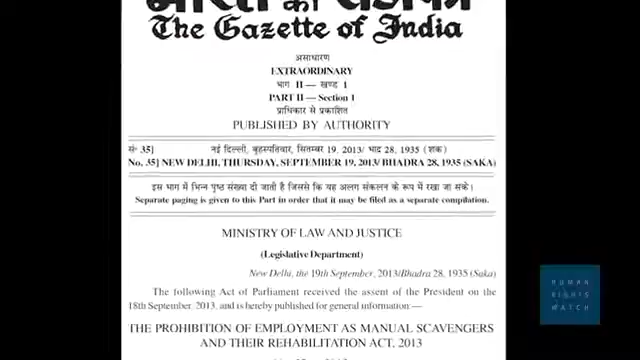 भारत का राजपत्र
The Gazette of India
असाधारण
EXTRAORDINARY
भाग II — खण्ड 1
PART II — Section 1
प्राधिकार से प्रकाशित
PUBLISHED BY AUTHORITY
सं॰ 35] नई दिल्ली, बृहस्पतिवार, सितम्बर 19, 2013/ भाद्र 28, 1935 (शक)
No. 35] NEW DELHI, THURSDAY, SEPTEMBER 19, 2013/ BHADRA 28, 1935 (SAKA)
इस भाग में भिन्न पृष्ठ संख्या दी जाती है जिससे कि यह अलग संकलन के रूप में रखा जा सके।
Separate paging is given to this Part in order that it may be filed as a separate compilation.
MINISTRY OF LAW AND JUSTICE
(Legislative Department)
New Delhi, the 19th September, 2013/Bhadra 28, 1935 (Saka)
The following Act of Parliament received the assent of the President on the
18th September, 2013, and is hereby published for general information:—
THE PROHIBITION OF EMPLOYMENT AS MANUAL SCAVENGERS
AND THEIR REHABILITATION ACT, 2013
HUMAN
RIGHTS
WATCH